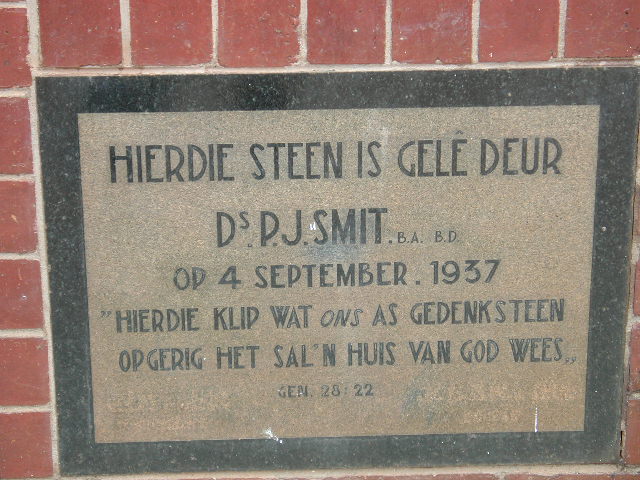 HIERDIE STEEN IS GELÊ DEUR
Ds. P.J. SMIT. B.A. B.D.
OP 4 SEPTEMBER. 1937
"HIERDIE KLIP WAT ONS AS GEDENKSTEEN
OPGERIG HET SAL 'N HUIS VAN GOD WEES„
GEN. 28:22